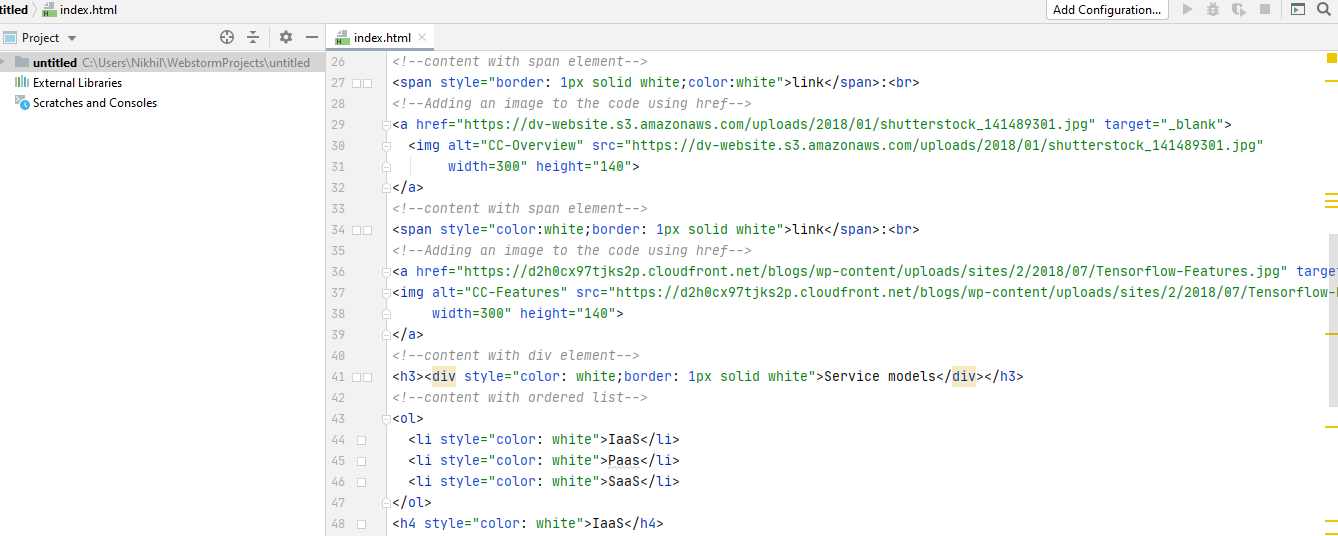 ntitled index.html Add Configuration...
Project index.html
untitled C:\Users\Nikhil\WebstormProjects\untitled
External Libraries
Scratches and Consoles
26 <!--content with span element-->
27 <span style="border: 1px solid white;color:white">link</span>:<br>
28 <!--Adding an image to the code using href-->
29 <a href="https://dv-website.s3.amazonaws.com/uploads/2018/01/shutterstock_141489301.jpg" target="_blank">
30 <img alt="CC-Overview" src="https://dv-website.s3.amazonaws.com/uploads/2018/01/shutterstock_141489301.jpg"
31 width=300" height="140">
32 </a>
33 <!--content with span element-->
34 <span style="color:white;border: 1px solid white">link</span>:<br>
35 <!--Adding an image to the code using href-->
36 <a href="https://d2h0cx97tjks2p.cloudfront.net/blogs/wp-content/uploads/sites/2/2018/07/Tensorflow-Features.jpg" targ
37 <img alt="CC-Features" src="https://d2h0cx97tjks2p.cloudfront.net/blogs/wp-content/uploads/sites/2/2018/07/Tensorflow-
38 width=300" height="140">
39 </a>
40 <!--content with div element-->
41 <h3><div style="color: white;border: 1px solid white">Service models</div></h3>
42 <!--content with ordered list-->
43 <ol>
44 <li style="color: white">IaaS</li>
45 <li style="color: white">Paas</li>
46 <li style="color: white">SaaS</li>
47 </ol>
48 <h4 style="color: white">IaaS</h4>